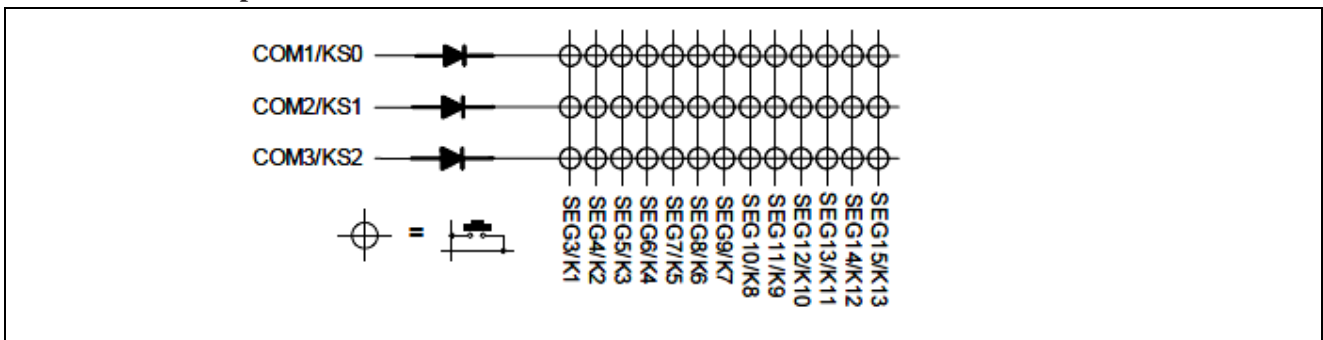 COM1/KS0
COM2/KS1
COM3/KS2
=
SEG3/K1
SEG4/K2
SEG5/K3
SEG6/K4
SEG7/K5
SEG8/K6
SEG9/K7
SEG10/K8
SEG11/K9
SEG12/K10
SEG13/K11
SEG14/K12
SEG15/K13